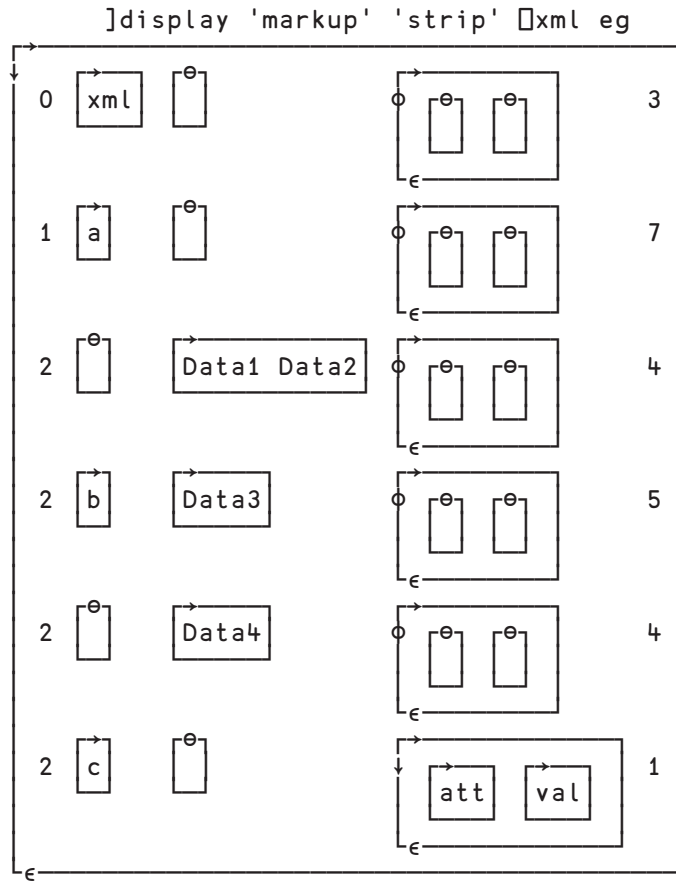 ]display 'markup' 'strip' ⎕xml eg
0 xml 3
1 a 7
2 Data1 Data2 4
2 b Data3 5
2 Data4 4
2 c att val 1